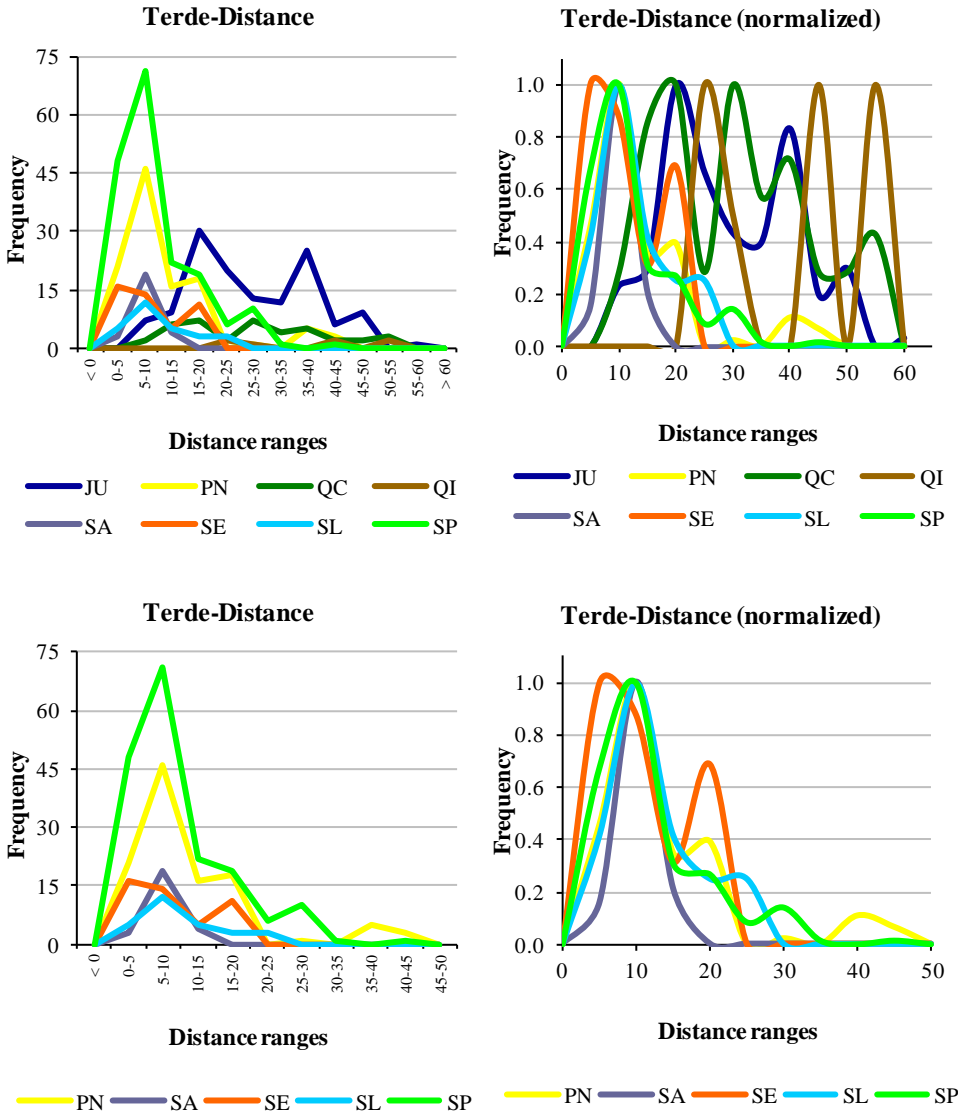 Terde-Distance
75
60
45
30
15
0
Frequency
< 0
0-5
5-10
10-15
15-20
20-25
25-30
30-35
35-40
40-45
45-50
50-55
55-60
> 60
Distance ranges
JU PN QC QI
SA SE SL SP
Terde-Distance (normalized)
1.0
0.8
0.6
0.4
0.2
0.0
Frequency
0 10 20 30 40 50 60
Distance ranges
JU PN QC QI
SA SE SL SP
Terde-Distance
75
60
45
30
15
0
Frequency
< 0
0-5
5-10
10-15
15-20
20-25
25-30
30-35
35-40
40-45
45-50
Distance ranges
PN SA SE SL SP
Terde-Distance (normalized)
1.0
0.8
0.6
0.4
0.2
0.0
Frequency
0 10 20 30 40 50
Distance ranges
PN SA SE SL SP